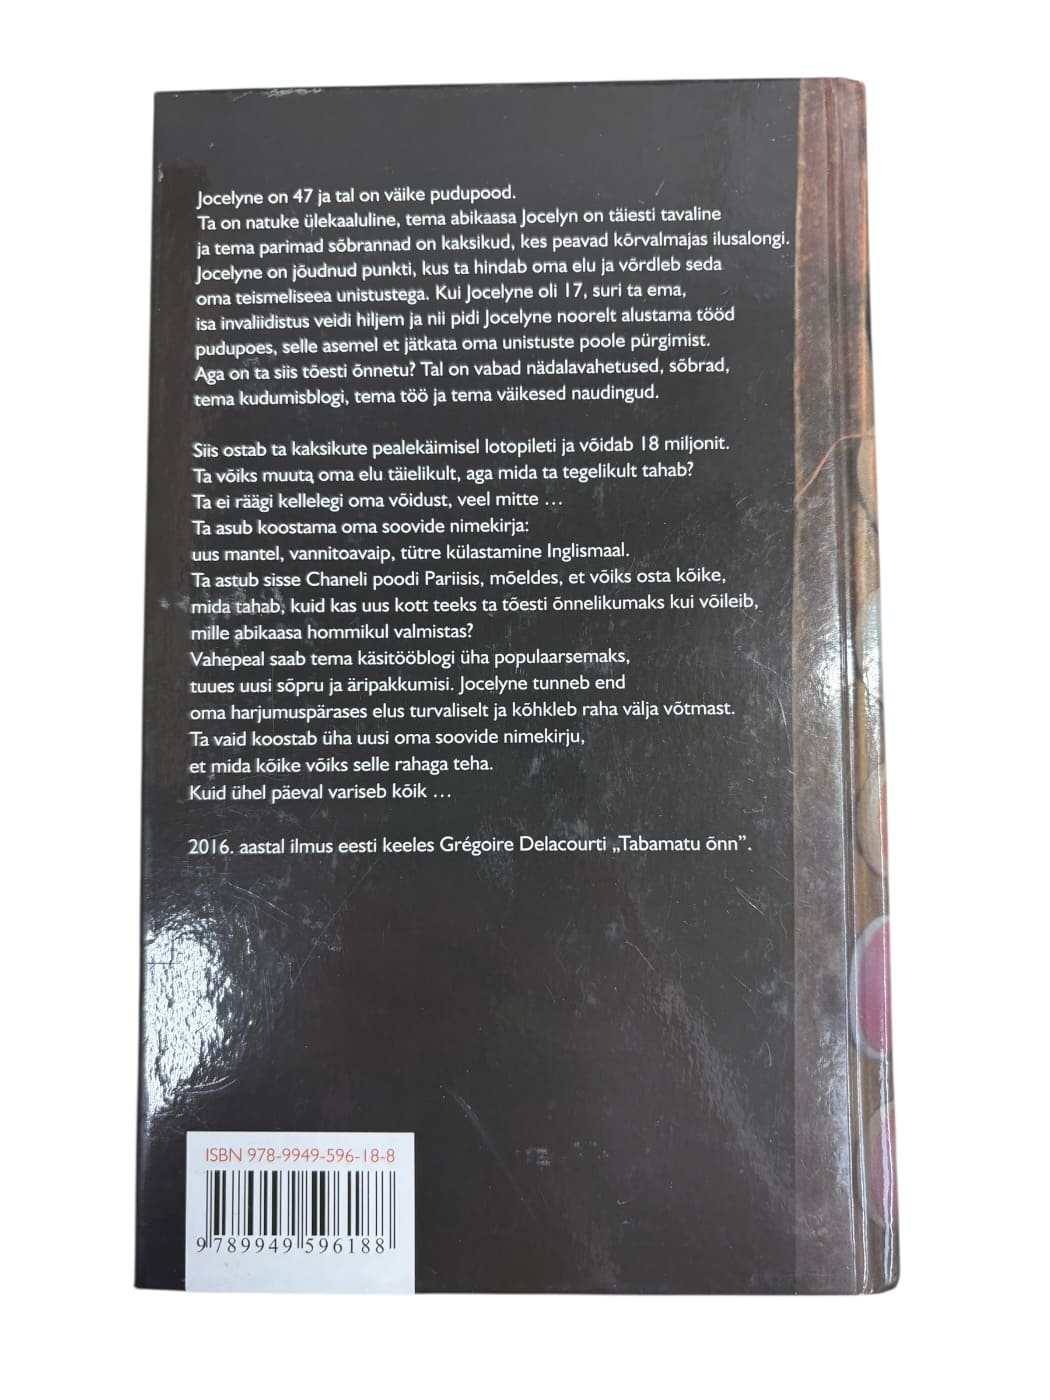 Jocelyne on 47 ja tal on väike pudupood.
Ta on natuke ülekaaluline, tema abikaasa Jocelyn on täiesti tavaline
ja tema parimad sõbrannad on kaksikud, kes peavad kõrvalmajas ilusalongi.
Jocelyne on jõudnud punkti, kus ta hindab oma elu ja võrdleb seda
oma teismeliseea unistustega. Kui Jocelyne oli 17, suri ta ema,
isa invaliidistus veidi hiljem ja nii pidi Jocelyne noorelt alustama tööd
pudupoes, selle asemel et jätkata oma unistuste poole pürgimist.
Aga on ta siis tõesti õnnetu? Tal on vabad nädalavahetused, sõbrad,
tema kudumisblogi, tema töö ja tema väikesed naudingud.
Siis ostab ta kaksikute pealekäimisel lotopileti ja võidab 18 miljonit.
Ta võiks muuta oma elu täielikult, aga mida ta tegelikult tahab?
Ta ei räägi kellelegi oma võidust, veel mitte …
Ta asub koostama oma soovide nimekirja:
uus mantel, vannitoavaip, tütre külastamine Inglismaal.
Ta astub sisse Chaneli poodi Pariisis, mõeldes, et võiks osta kõike,
mida tahab, kuid kas uus kott teeks ta tõesti õnnelikumaks kui võileib,
mille abikaasa hommikul valmistas?
Vahepeal saab tema käsitööblogi üha populaarsemaks,
tuues uusi sõpru ja äripakkumisi. Jocelyne tunneb end
oma harjumuspärases elus turvaliselt ja kõhkleb raha välja võtmast.
Ta vaid koostab üha uusi oma soovide nimekirju,
et mida kõike võiks selle rahaga teha.
Kuid ühel päeval variseb kõik …
2016. aastal ilmus eesti keeles Grégoire Delacourti „Tabamatu õnn”.
ISBN 978-9949-596-18-8
9 789949 596188